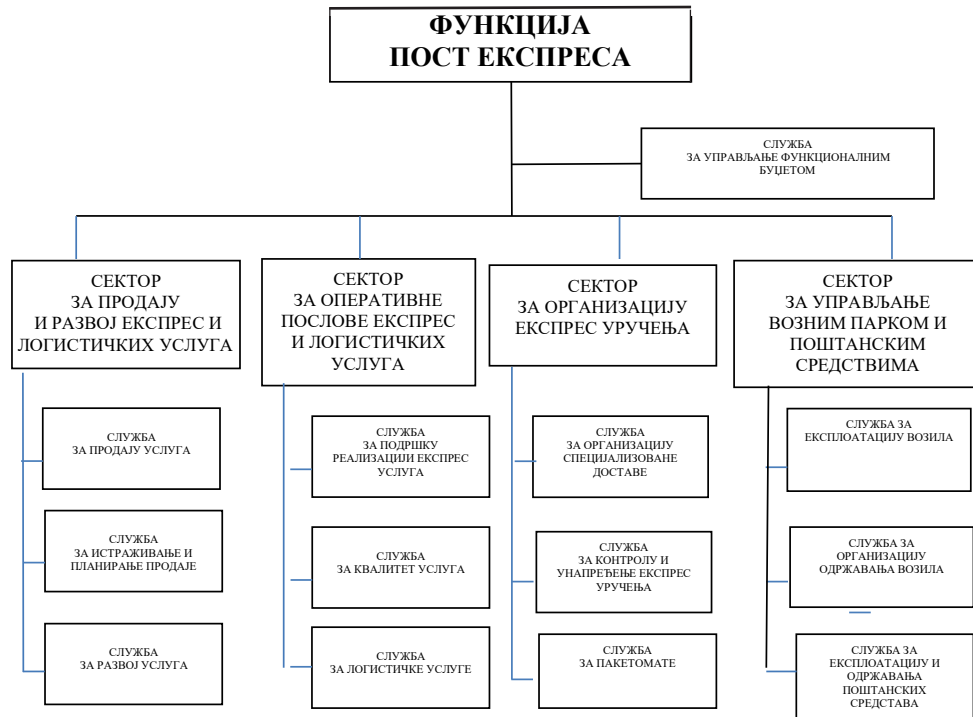 ФУНКЦИЈА
ПОСТ ЕКСПРЕСА
СЛУЖБА
ЗА УПРАВЉАЊЕ ФУНКЦИОНАЛНИМ
БУЏЕТОМ
СЕКТОР
ЗА ПРОДАЈУ
И РАЗВОЈ ЕКСПРЕС И
ЛОГИСТИЧКИХ УСЛУГА
СЛУЖБА
ЗА ПРОДАЈУ УСЛУГА
СЛУЖБА
ЗА ИСТРАЖИВАЊЕ И
ПЛАНИРАЊЕ ПРОДАЈЕ
СЛУЖБА
ЗА РАЗВОЈ УСЛУГА
СЕКТОР
ЗА ОПЕРАТИВНЕ
ПОСЛОВЕ ЕКСПРЕС
И ЛОГИСТИЧКИХ
УСЛУГА
СЛУЖБА
ЗА ПОДРШКУ
РЕАЛИЗАЦИЈИ ЕКСПРЕС
УСЛУГА
СЛУЖБА
ЗА КВАЛИТЕТ УСЛУГА
СЛУЖБА
ЗА ЛОГИСТИЧКЕ УСЛУГЕ
СЕКТОР
ЗА ОРГАНИЗАЦИЈУ
ЕКСПРЕС УРУЧЕЊА
СЛУЖБА
ЗА ОРГАНИЗАЦИЈУ
СПЕЦИЈАЛИЗОВАНЕ
ДОСТАВЕ
СЛУЖБА
ЗА КОНТРОЛУ И
УНАПРЕЂЕЊЕ ЕКСПРЕС
УРУЧЕЊА
СЛУЖБА
ЗА ПАКЕТОМАТЕ
СЕКТОР
ЗА УПРАВЉАЊЕ
ВОЗНИМ ПАРКОМ И
ПОШТАНСКИМ
СРЕДСТВИМА
СЛУЖБА ЗА
ЕКСПЛОАТАЦИЈУ ВОЗИЛА
СЛУЖБА ЗА
ОРГАНИЗАЦИЈУ
ОДРЖАВАЊА ВОЗИЛА
СЛУЖБА ЗА
ЕКСПЛОАТАЦИЈУ И
ОДРЖАВАЊА
ПОШТАНСКИХ
СРЕДСТАВА